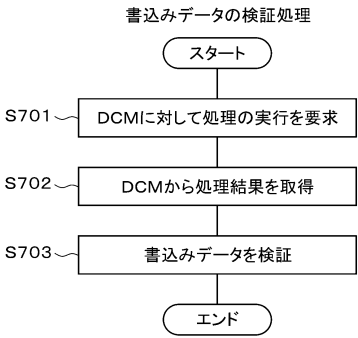 書込みデータの検証処理
スタート
S701
DCMに対して処理の実行を要求
S702
DCMから処理結果を取得
S703
書込みデータを検証
エンド